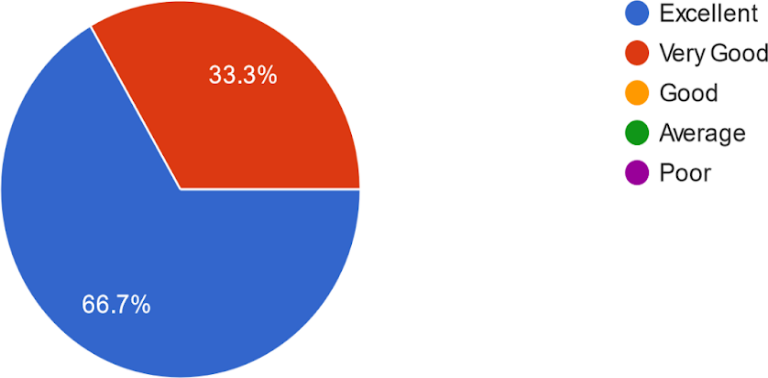 Excellent
Very Good
33.3%
Good
Average
Poor
66.7%